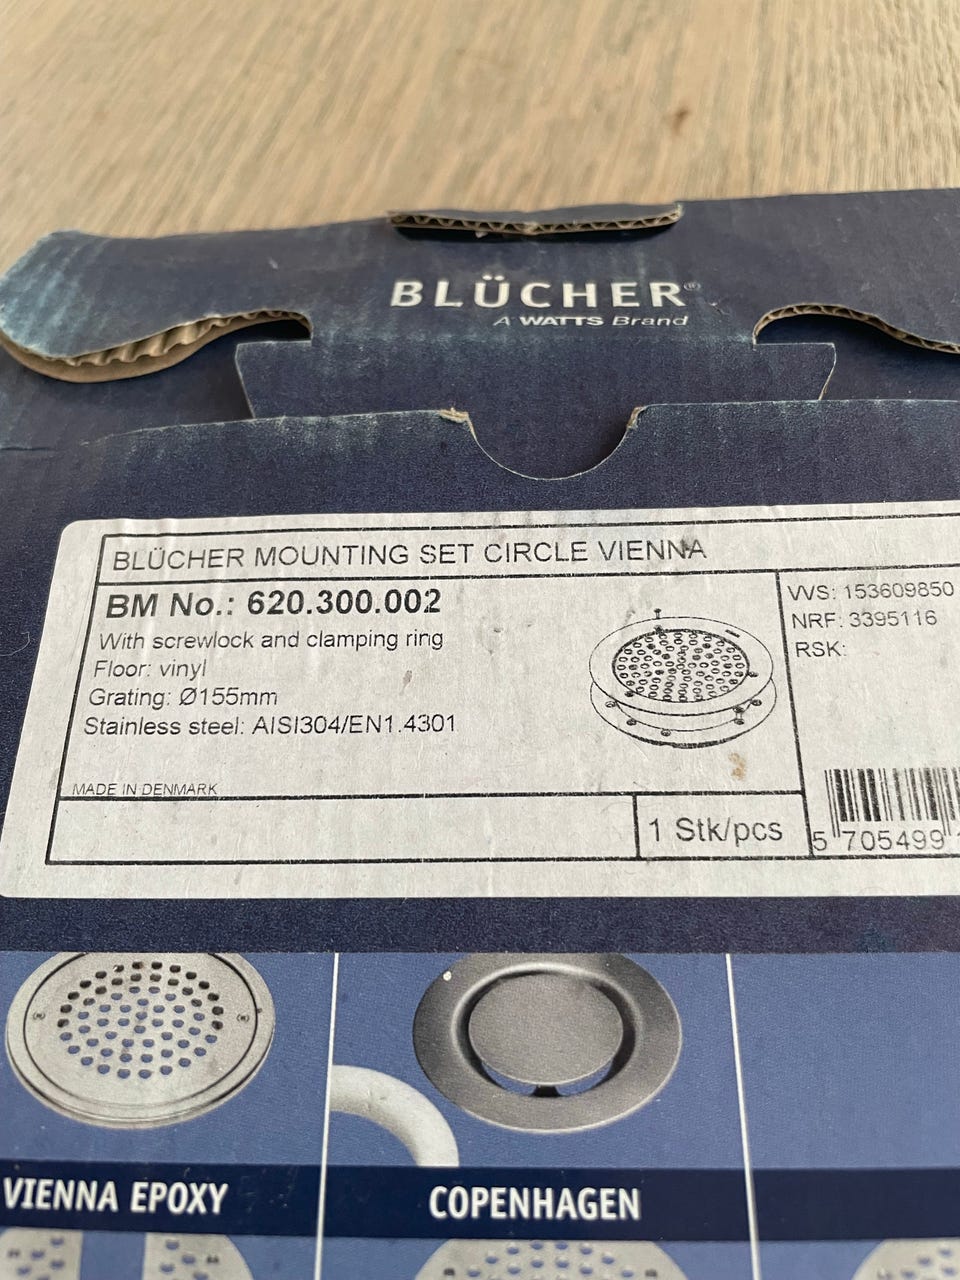 BLÜCHER®
A WATTS Brand
BLÜCHER MOUNTING SET CIRCLE VIENNA
BM No.: 620.300.002
With screwlock and clamping ring
Floor: vinyl
Grating: Ø155mm
Stainless steel: AISI304/EN1.4301
MADE IN DENMARK
1 Stk/pcs
VVS: 153609850
NRF: 3395116
RSK:
5 705499
VIENNA EPOXY
COPENHAGEN